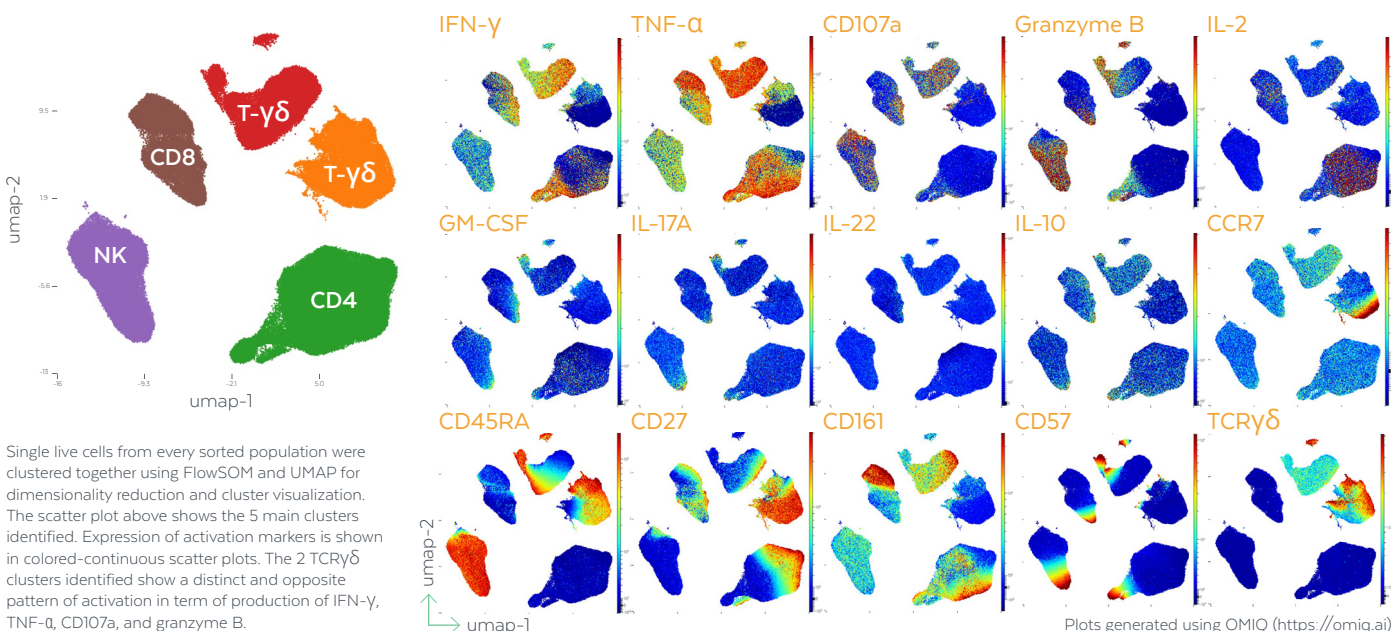 IFN-γ
TNF-α
CD107a
Granzyme B
IL-2
T-γδ
CD8
T-γδ
NK
CD4
umap-2
9.5
1.9
-5.6
-13
-16
-9.3
-2.1
5.0
umap-1
GM-CSF
IL-17A
IL-22
IL-10
CCR7
CD45RA
CD27
CD161
CD57
TCRγδ
Single live cells from every sorted population were
clustered together using FlowSOM and UMAP for
dimensionality reduction and cluster visualization.
The scatter plot above shows the 5 main clusters
identified. Expression of activation markers is shown
in colored-continuous scatter plots. The 2 TCRγδ
clusters identified show a distinct and opposite
pattern of activation in term of production of IFN-γ,
TNF-α, CD107a, and granzyme B.
umap-2
umap-1
Plots generated using OMIQ (https://omiq.ai)